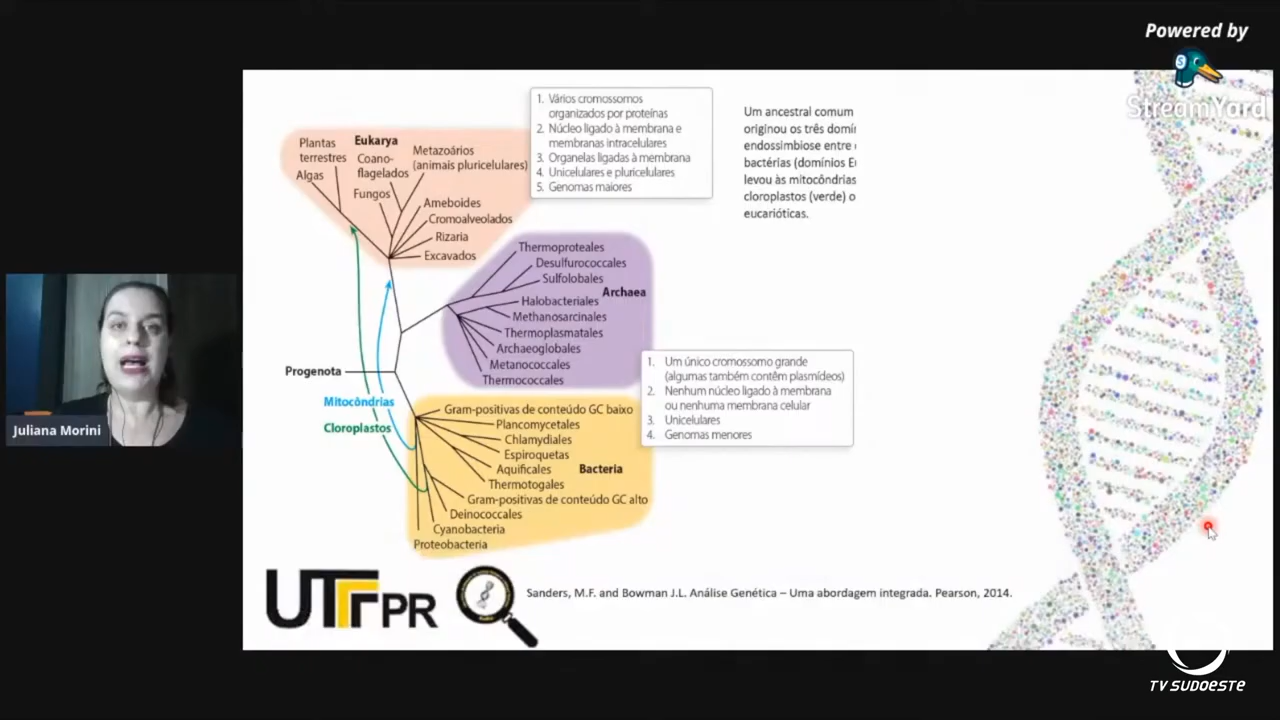 Powered by
StreamYard
1. Vários cromossomos
organizados por proteínas
2. Núcleo ligado à membrana e
membranas intracelulares
3. Organelas ligadas à membrana
4. Unicelulares e pluricelulares
5. Genomas maiores
Um ancestral comum
originou os três
endossimbiose entre
bactérias (domínios
levou às mitocôndrias
cloroplastos (verde)
eucarióticas.
Eukarya
Plantas
terrestres
Algas
Coano-
flagelados
Fungos
Metazoários
(animais pluricelulares)
Ameboides
Cromoalveolados
Rizaria
Excavados
Thermoproteales
Desulfurococcales
Sulfolobales
Archaea
Halobacteriales
Methanosarcinales
Thermoplasmatales
Archaeoglobales
Metanococcales
Thermococcales
Progenota
Mitocôndrias
Cloroplastos
1. Um único cromossomo grande
(algumas também contêm plasmídeos)
2. Nenhum núcleo ligado à membrana
ou nenhuma membrana celular
3. Unicelulares
4. Genomas menores
Gram-positivas de conteúdo GC baixo
Plancomycetales
Chlamydiales
Espiroquetas
Aquificales
Bacteria
Thermotogales
Gram-positivas de conteúdo GC alto
Deinococcales
Cyanobacteria
Proteobacteria
Juliana Morini
UTFPR
Sanders, M.F. and Bowman J.L. Análise Genética – Uma abordagem integrada. Pearson, 2014.
TV SUDOESTE